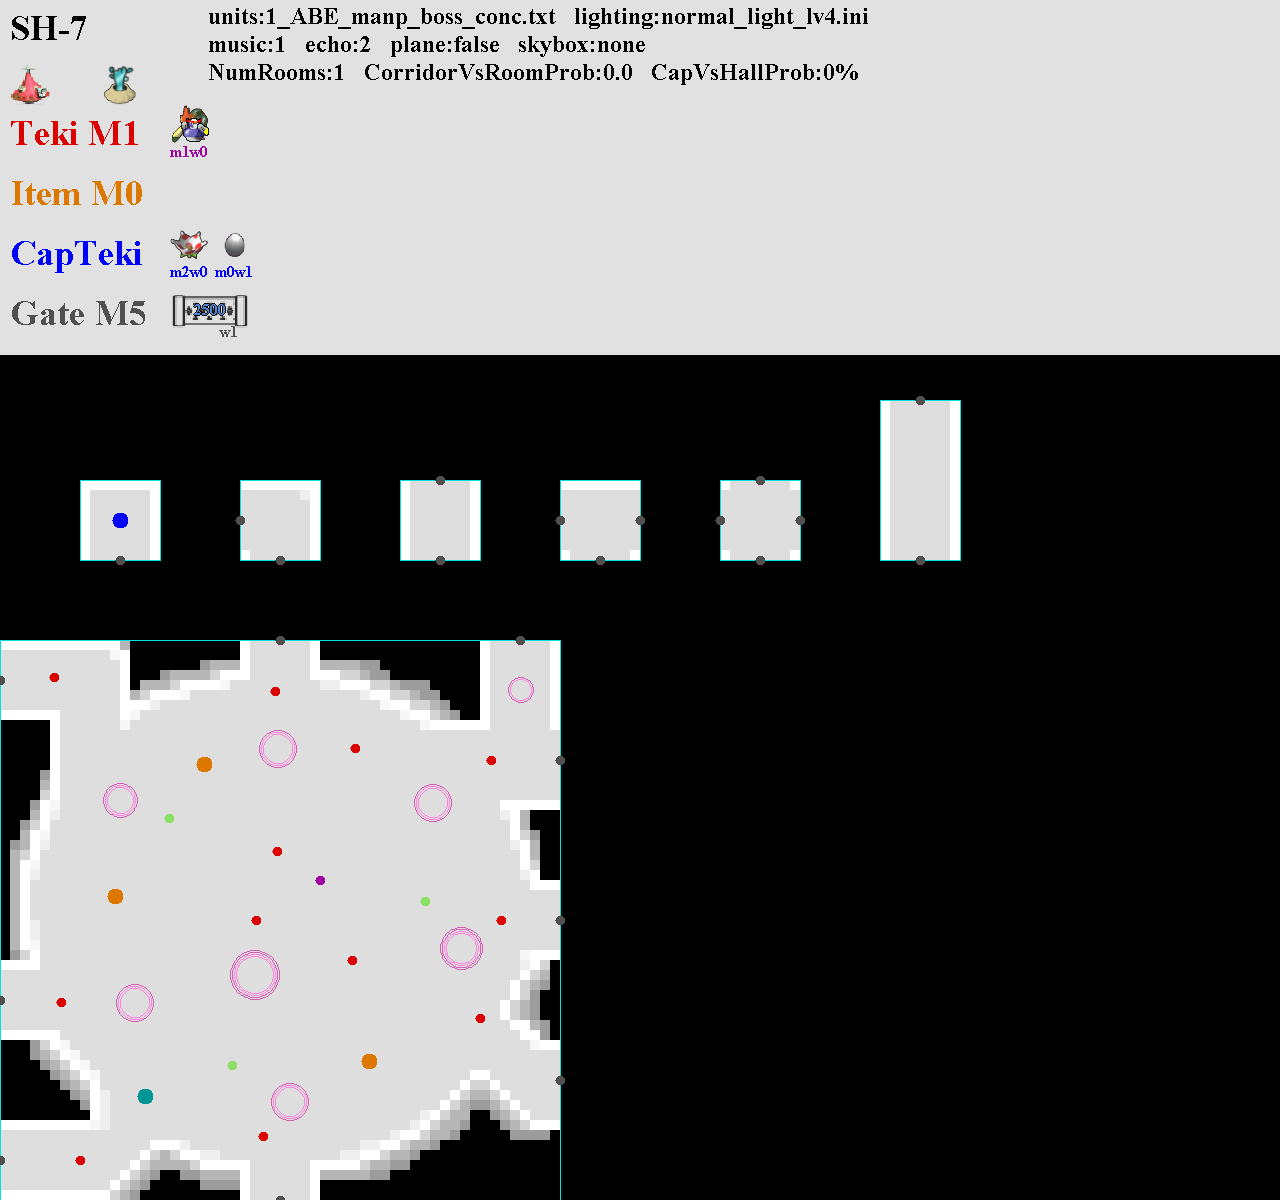 SH-7
units:1_ABE_manp_boss_conc.txt lighting:normal_light_lv4.ini
music:1 echo:2 plane:false skybox:none
NumRooms:1 CorridorVsRoomProb:0.0 CapVsHallProb:0%
Teki M1
m1w0
Item M0
CapTeki
m2w0 m0w1
Gate M5
2500
w1